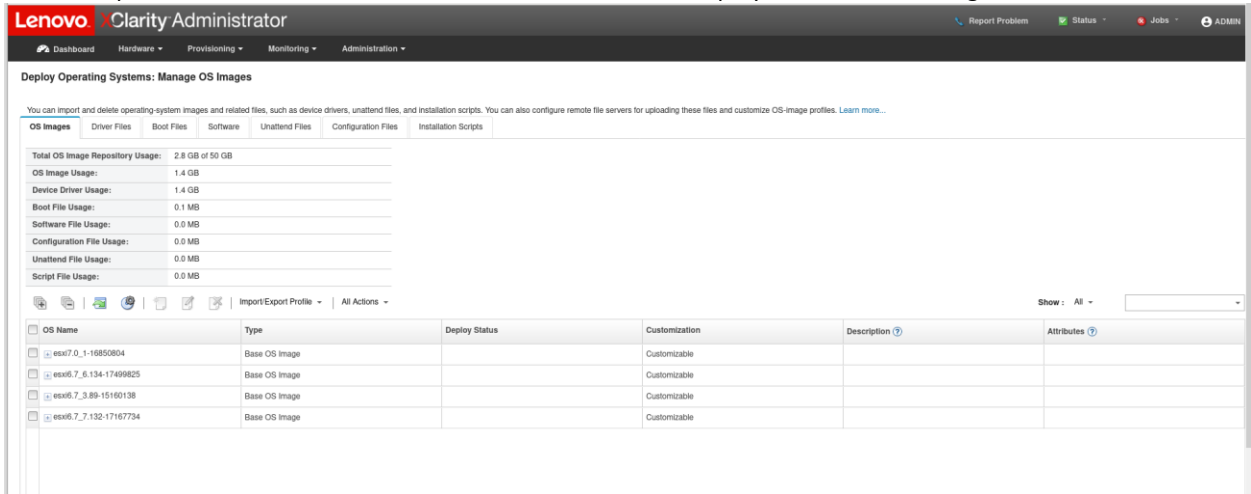 Lenovo. XClarity Administrator
Report Problem Status Jobs ADMIN
Dashboard Hardware Provisioning Monitoring Administration
Deploy Operating Systems: Manage OS Images
You can import and delete operating-system images and related files, such as device drivers, unattend files, and installation scripts. You can also configure remote file servers for uploading these files and customize OS-image profiles. Learn more...
OS Images Driver Files Boot Files Software Unattend Files Configuration Files Installation Scripts
Total OS Image Repository Usage: 2.8 GB of 50 GB
OS Image Usage: 1.4 GB
Device Driver Usage: 1.4 GB
Boot File Usage: 0.1 MB
Software File Usage: 0.0 MB
Configuration File Usage: 0.0 MB
Unattend File Usage: 0.0 MB
Script File Usage: 0.0 MB
Import/Export Profile | All Actions Show : All
OS Name Type Deploy Status Customization Description ? Attributes ?
esxi7.0_1-16850804 Base OS Image Customizable
esxi6.7_6.134-17499825 Base OS Image Customizable
esxi6.7_3.89-15160138 Base OS Image Customizable
esxi6.7_7.132-17167734 Base OS Image Customizable